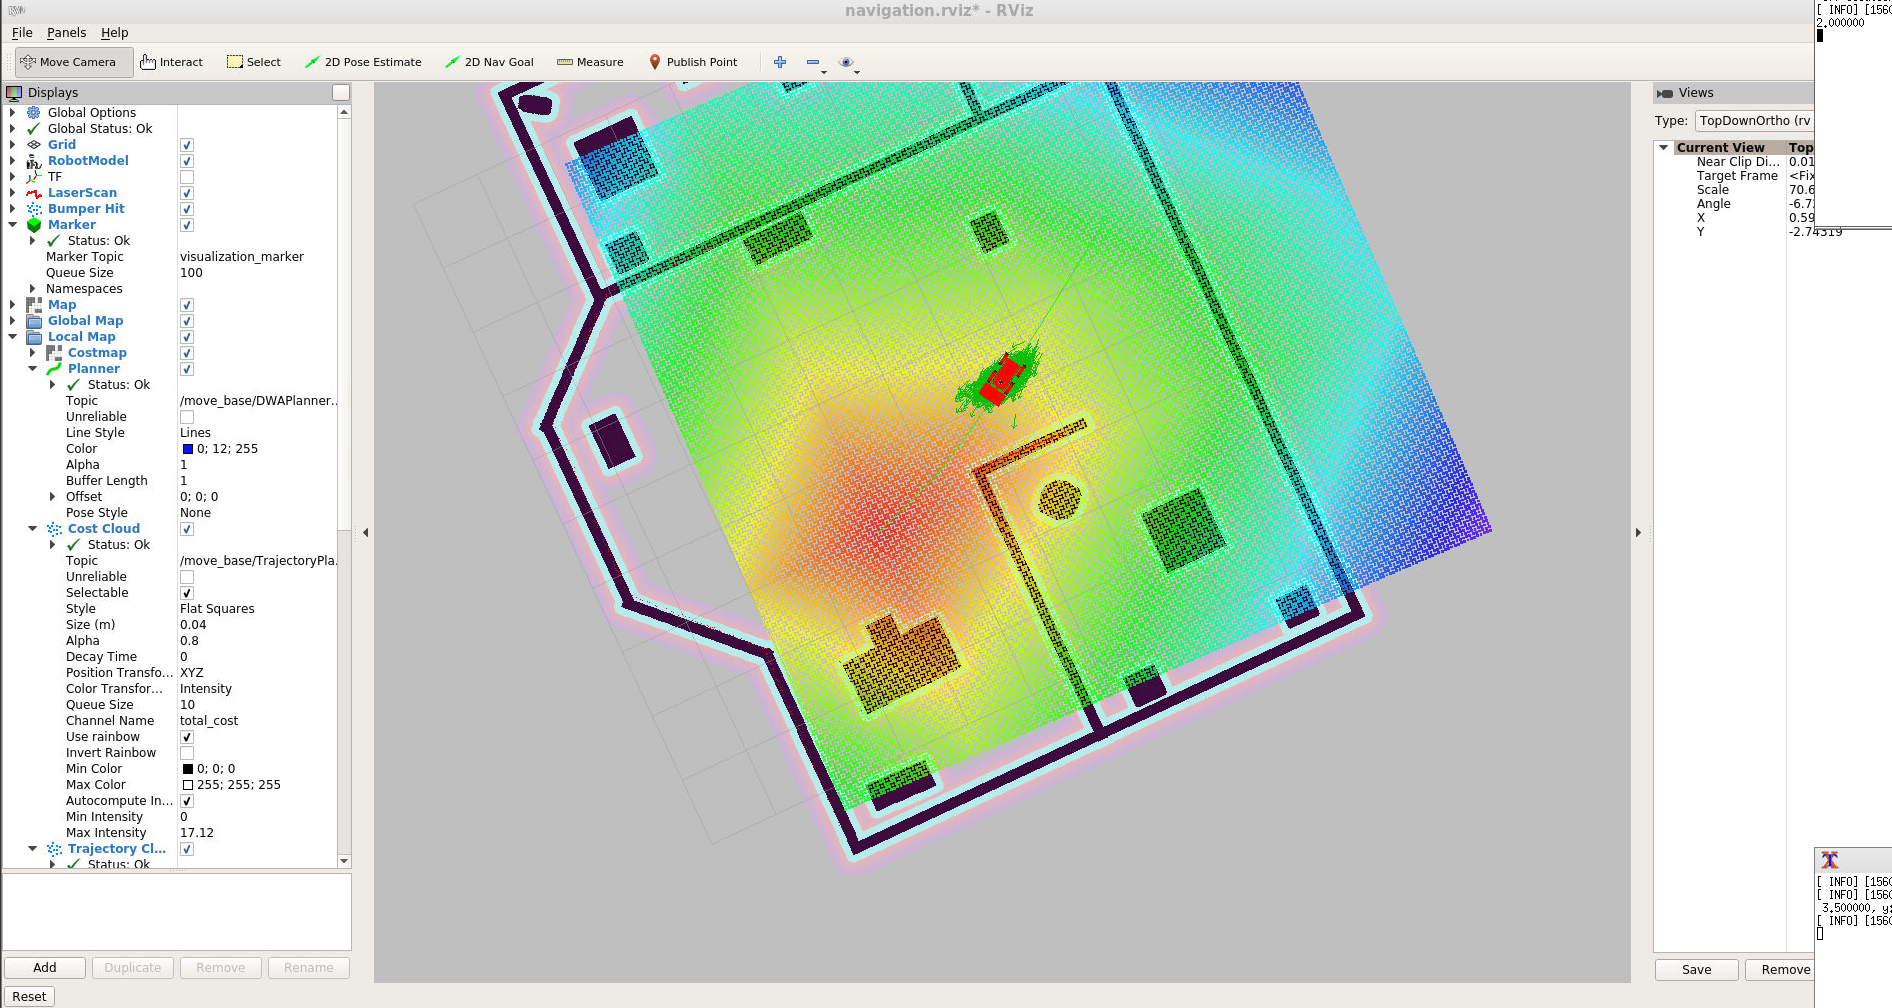 navigation.rviz* - RViz
File Panels Help
Move Camera Interact Select 2D Pose Estimate 2D Nav Goal Measure Publish Point
Displays
Global Options
Global Status: Ok
Grid
RobotModel
TF
LaserScan
Bumper Hit
Marker
Status: Ok
Marker Topic visualization_marker
Queue Size 100
Namespaces
Map
Global Map
Local Map
Costmap
Planner
Status: Ok
Topic /move_base/DWAPlanner...
Unreliable
Line Style Lines
Color 0; 12; 255
Alpha 1
Buffer Length 1
Offset 0; 0; 0
Pose Style None
Cost Cloud
Status: Ok
Topic /move_base/TrajectoryPla.
Unreliable
Selectable
Style Flat Squares
Size (m) 0.04
Alpha 0.8
Decay Time 0
Position Transfo... XYZ
Color Transfor... Intensity
Queue Size 10
Channel Name total_cost
Use rainbow
Invert Rainbow
Min Color 0; 0; 0
Max Color 255; 255; 255
Autocompute In...
Min Intensity 0
Max Intensity 17.12
Trajectory Cl...
Status: Ok
Add Duplicate Remove Rename
Reset
Views
Type: TopDownOrtho (rv
Current View Top
Near Clip Di... 0.01
Target Frame <Fix
Scale 70.6
Angle -6.7
X 0.59
Y -2.74319
Save Remove
[ INFO] [1560
2.000000
[ INFO] [1560
[ INFO] [1560
3.500000, y:
[ INFO] [1560